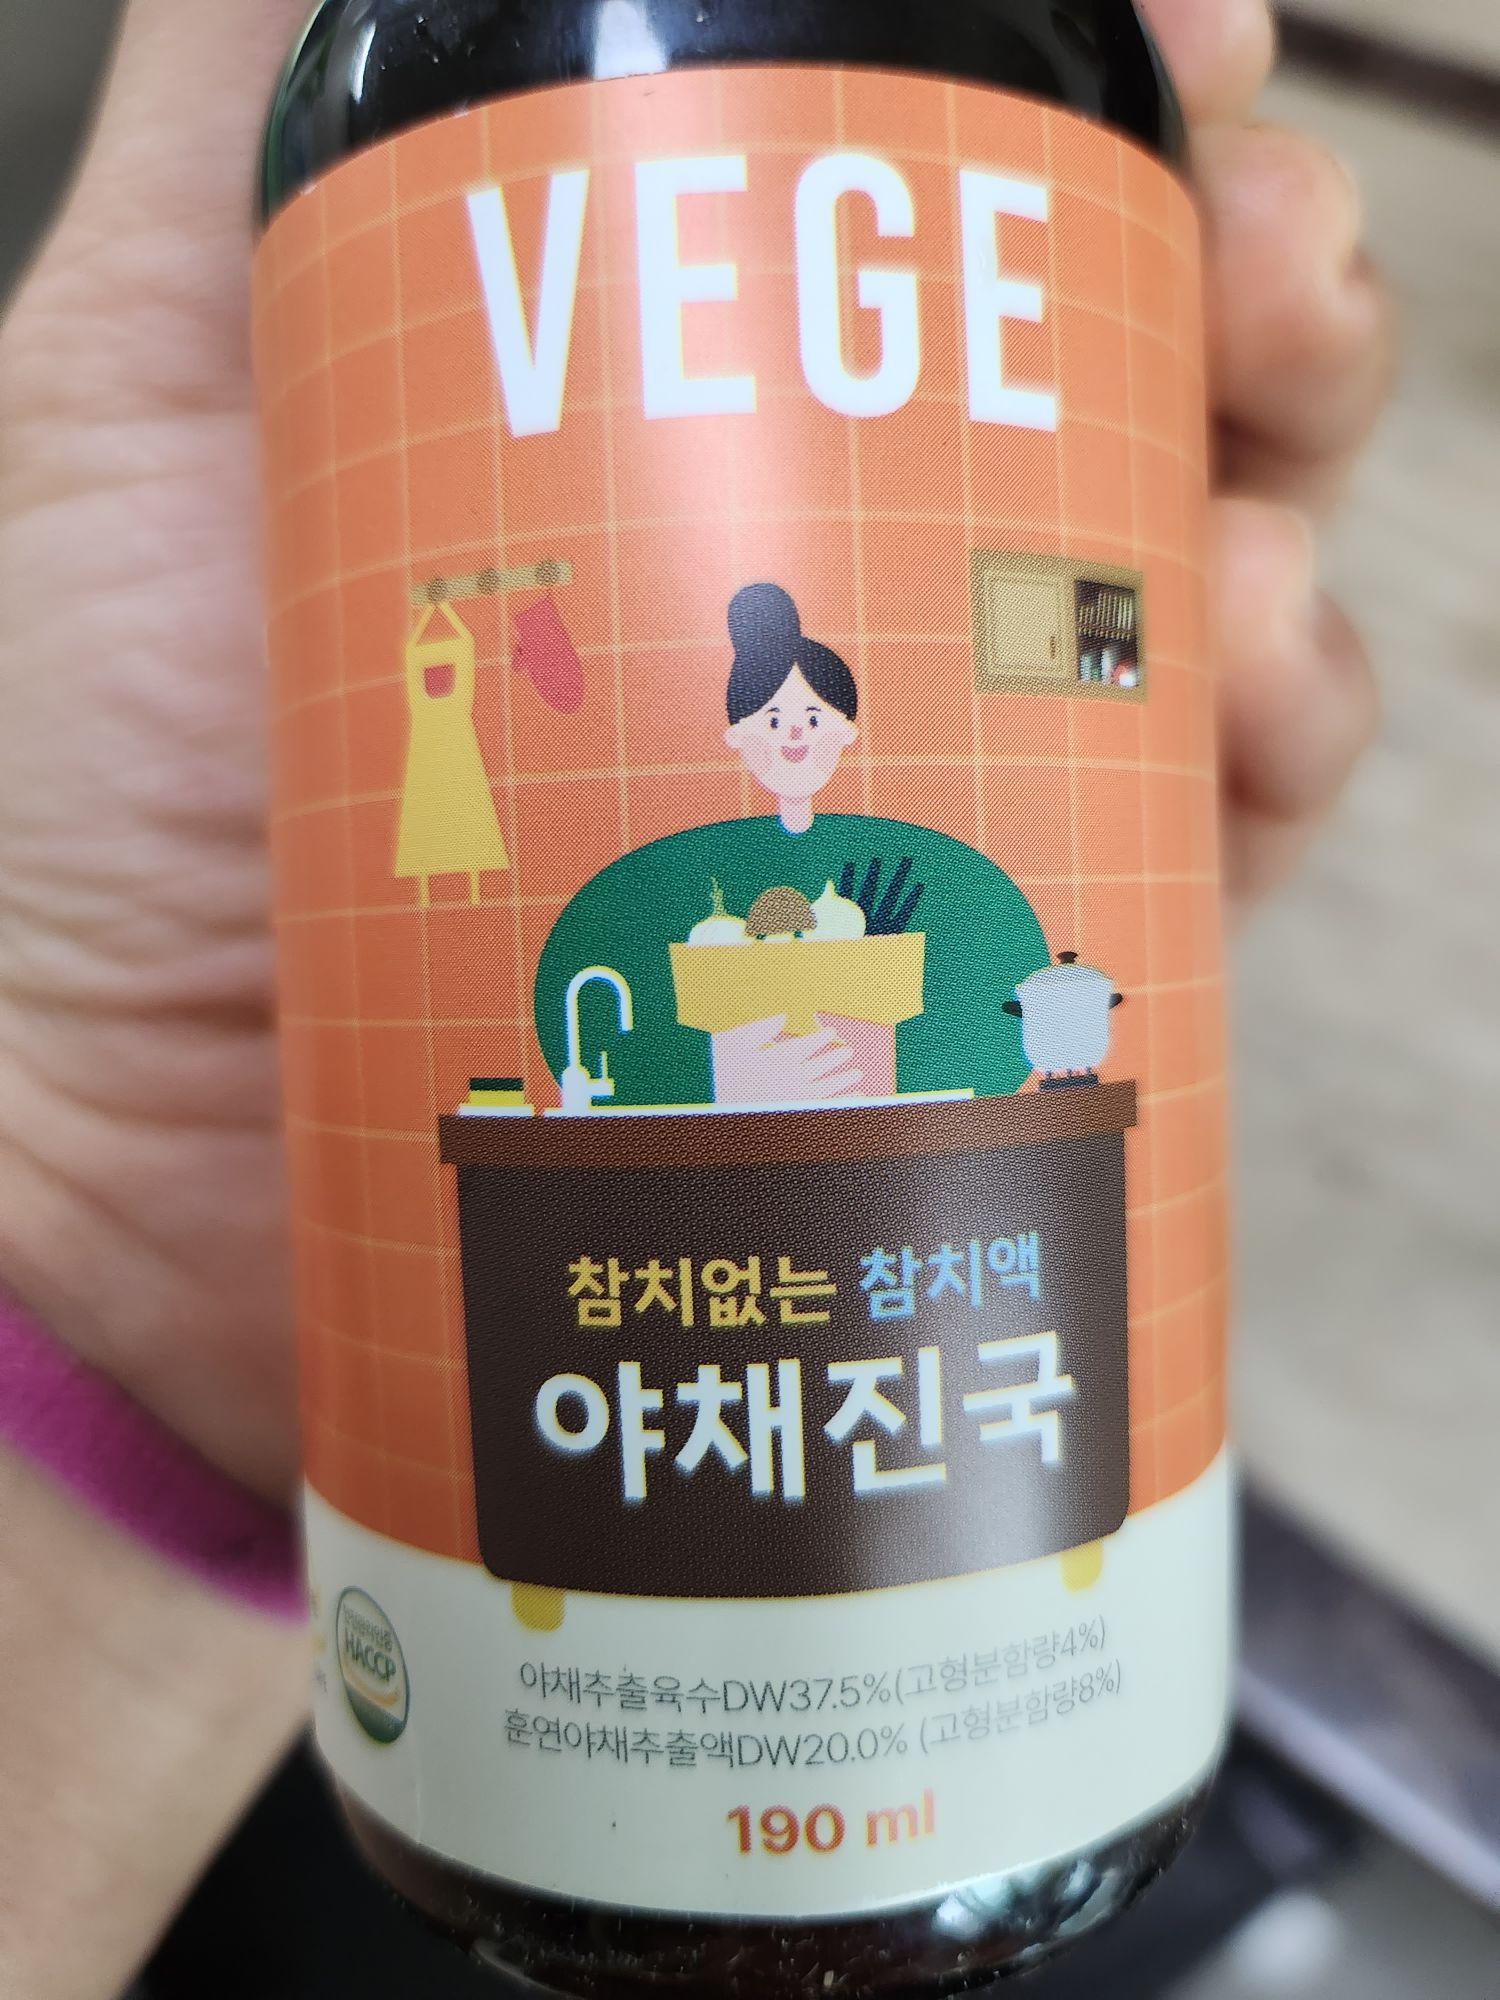 VEGE
참치없는 참치액
야채진국
HACCP
야채추출육수DW37.5%(고형분함량4%)
훈연야채추출액DW20.0% (고형분함량8%)
190 ml